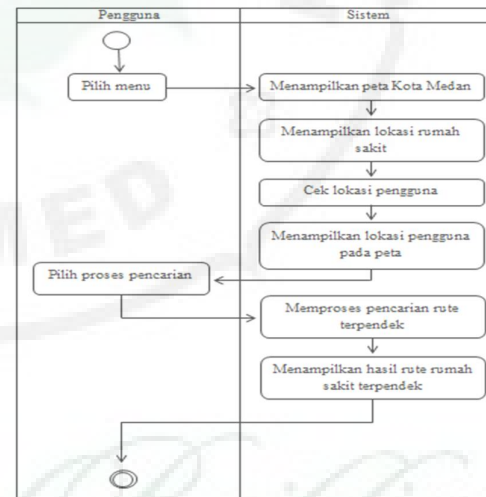 Pengguna
Sistem
Pilih menu
Menampilkan peta Kota Medan
Menampilkan lokasi rumah
sakit
Cek lokasi pengguna
Menampilkan lokasi pengguna
pada peta
Pilih proses pencarian
Memproses pencarian rute
terpendek
Menampilkan hasil rute rumah
sakit terpendek